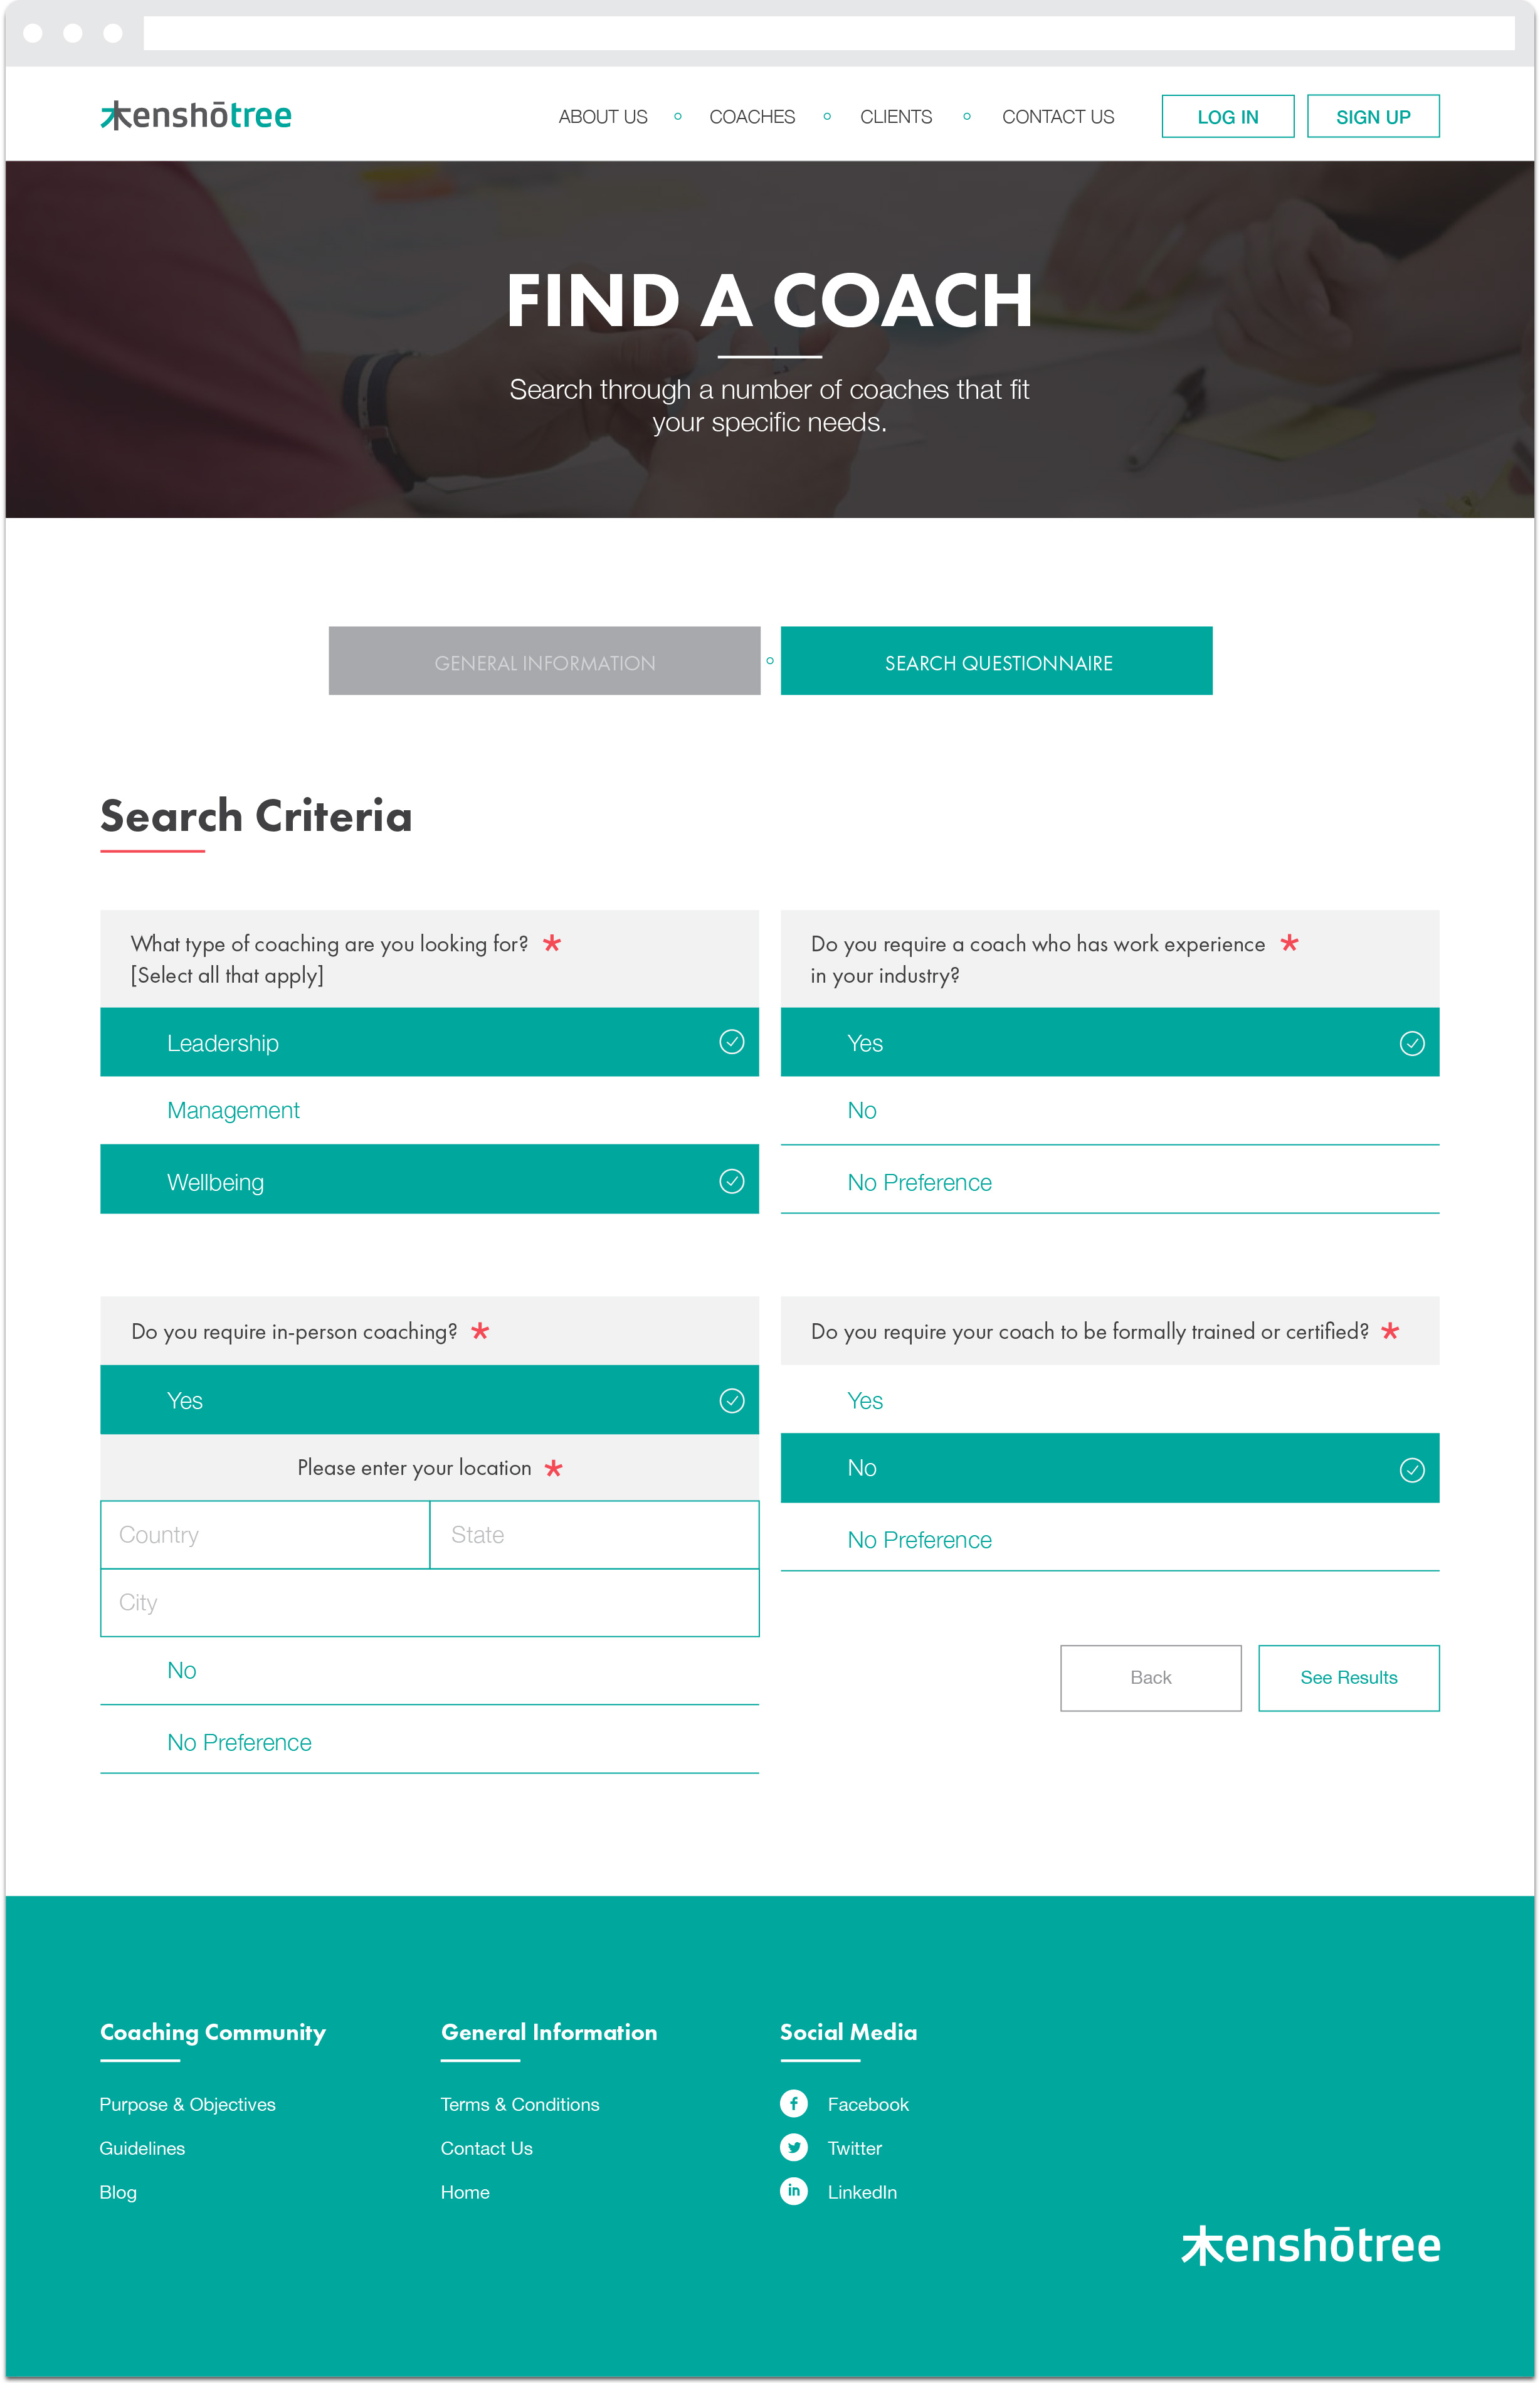 木enshōtree
ABOUT US
COACHES
CLIENTS
CONTACT US
LOG IN
SIGN UP
FIND A COACH
Search through a number of coaches that fit
your specific needs.
GENERAL INFORMATION
SEARCH QUESTIONNAIRE
Search Criteria
What type of coaching are you looking for? *
[Select all that apply]
Leadership
Management
Wellbeing
Do you require a coach who has work experience *
in your industry?
Yes
No
No Preference
Do you require in-person coaching? *
Yes
Please enter your location *
Country
State
City
No
No Preference
Do you require your coach to be formally trained or certified? *
Yes
No
No Preference
Back
See Results
Coaching Community
Purpose & Objectives
Guidelines
Blog
General Information
Terms & Conditions
Contact Us
Home
Social Media
f Facebook
Twitter
in LinkedIn
木enshōtree